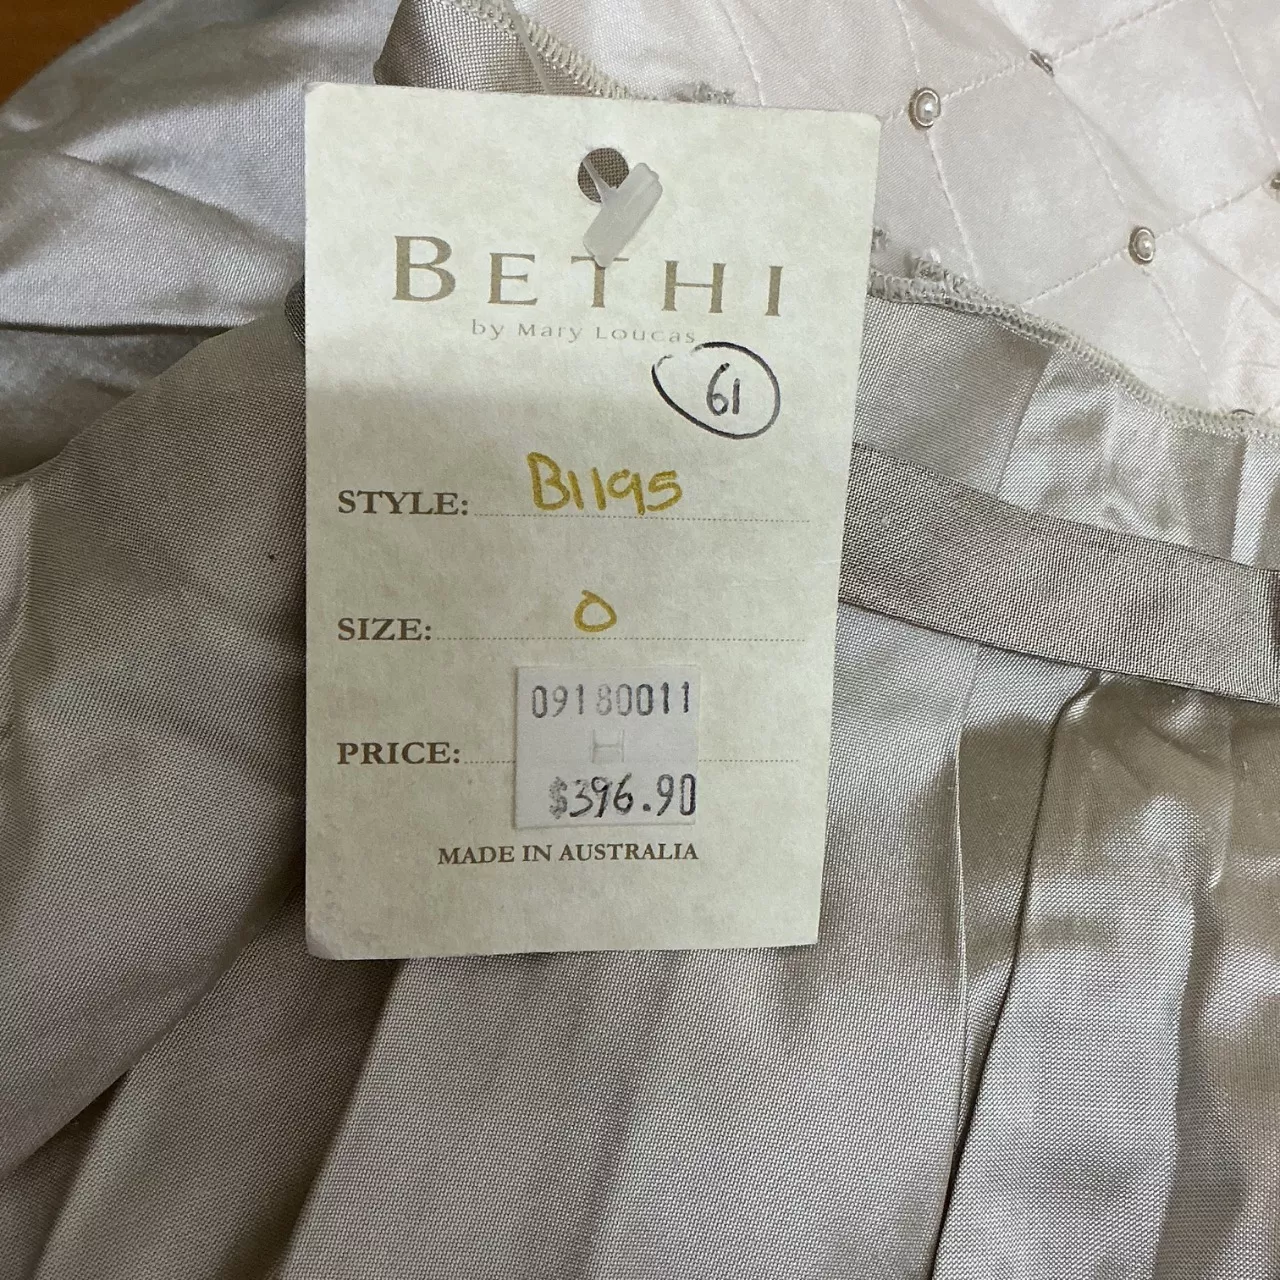 BETHI
by Mary Loucas
61
STYLE: B1195
SIZE: 0
09180011
H
PRICE:
$396.90
MADE IN AUSTRALIA